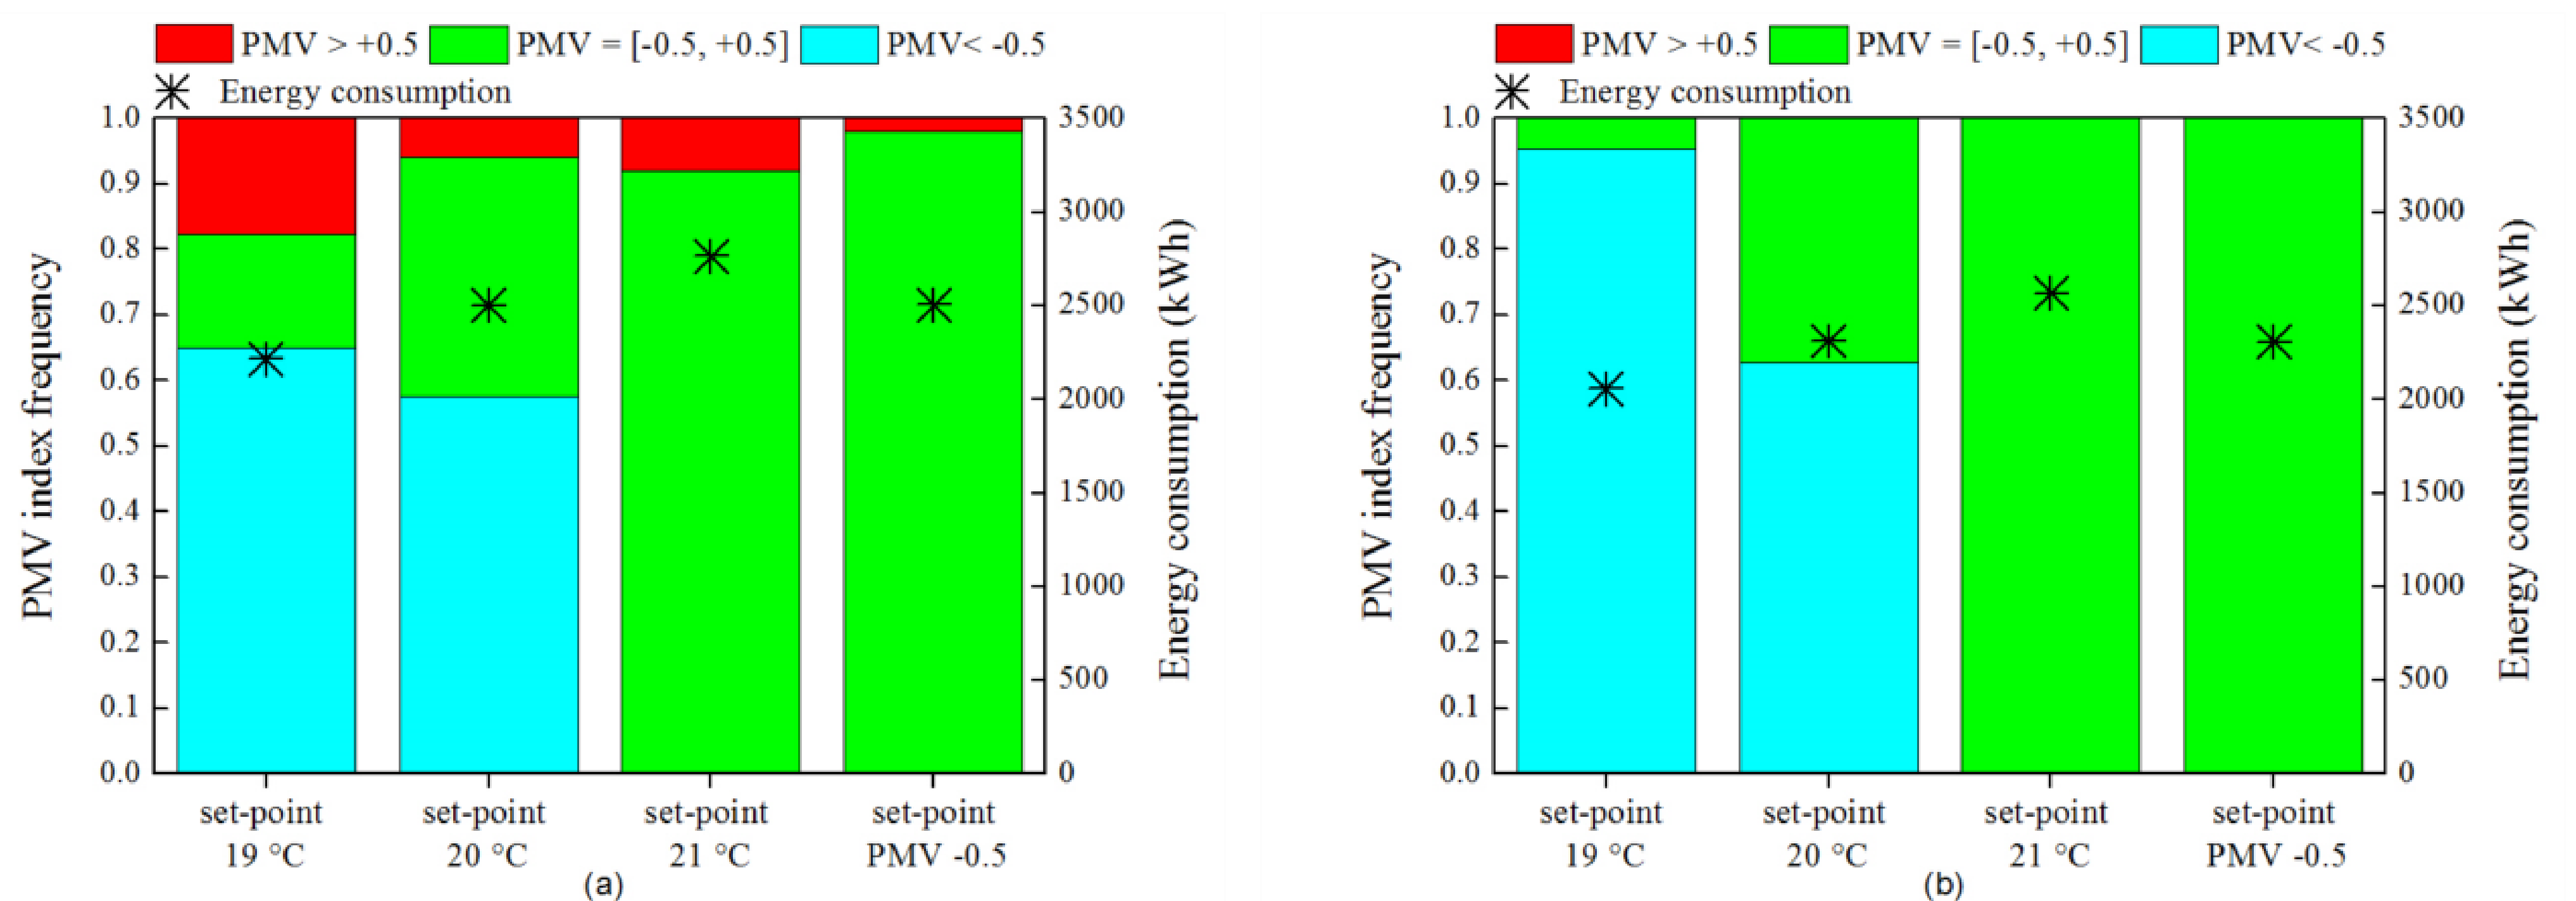 PMV > +0.5 PMV = [-0.5, +0.5] PMV< -0.5
Energy consumption
1.0
0.9
0.8
0.7
0.6
0.5
0.4
0.3
0.2
0.1
0.0
PMV index frequency
3500
3000
2500
2000
1500
1000
500
0
Energy consumption (kWh)
set-point set-point set-point set-point
19 °C 20 °C 21 °C PMV -0.5
(a)
PMV > +0.5 PMV = [-0.5, +0.5] PMV< -0.5
Energy consumption
1.0
0.9
0.8
0.7
0.6
0.5
0.4
0.3
0.2
0.1
0.0
PMV index frequency
3500
3000
2500
2000
1500
1000
500
0
Energy consumption (kWh)
set-point set-point set-point set-point
19 °C 20 °C 21 °C PMV -0.5
(b)